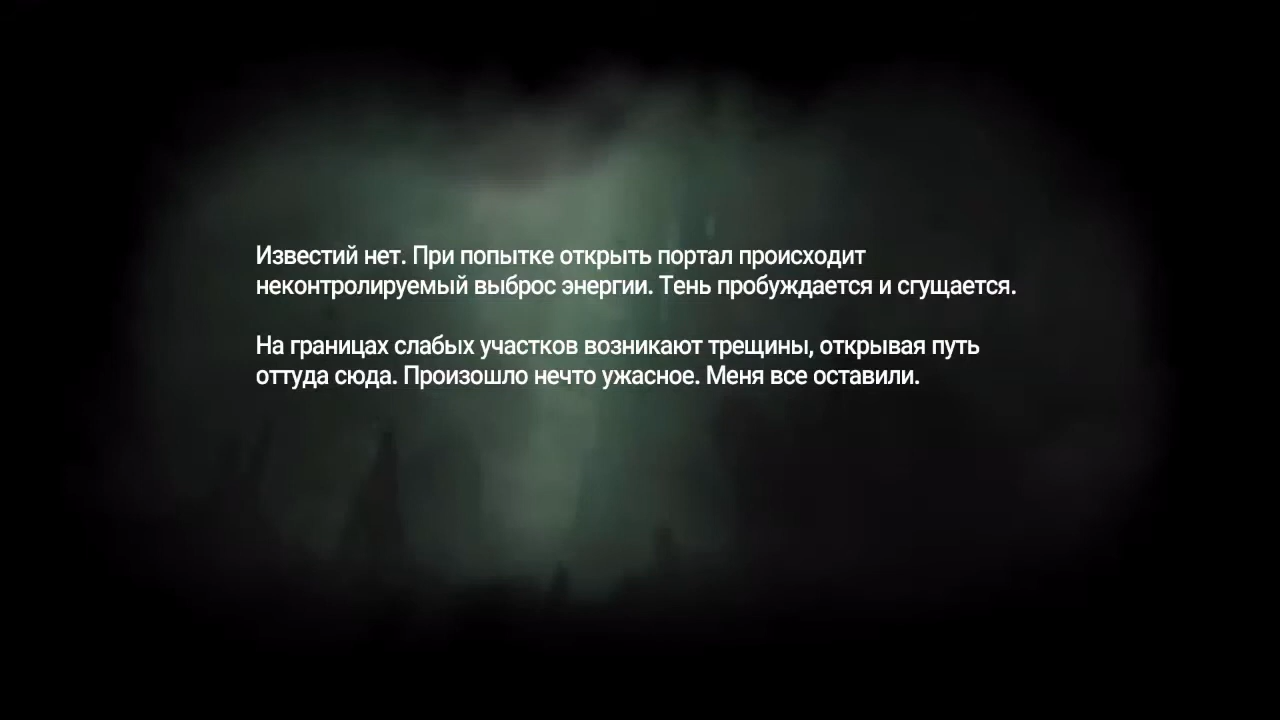 Известий нет. При попытке открыть портал происходит
неконтролируемый выброс энергии. Тень пробуждается и сгущается.
На границах слабых участков возникают трещины, открывая путь
оттуда сюда. Произошло нечто ужасное. Меня все оставили.